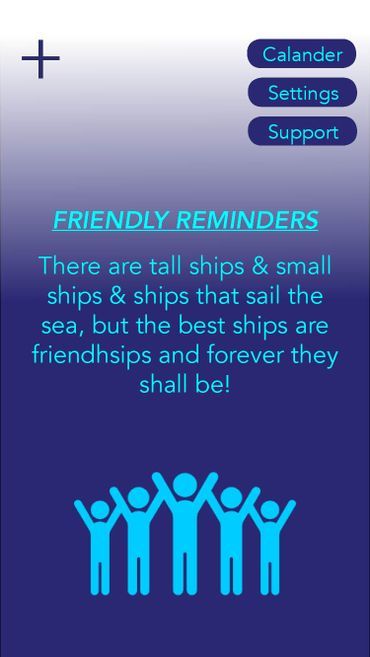 Calander
Settings
Support
FRIENDLY REMINDERS
There are tall ships & small
ships & ships that sail the
sea, but the best ships are
friendhsips and forever they
shall be!